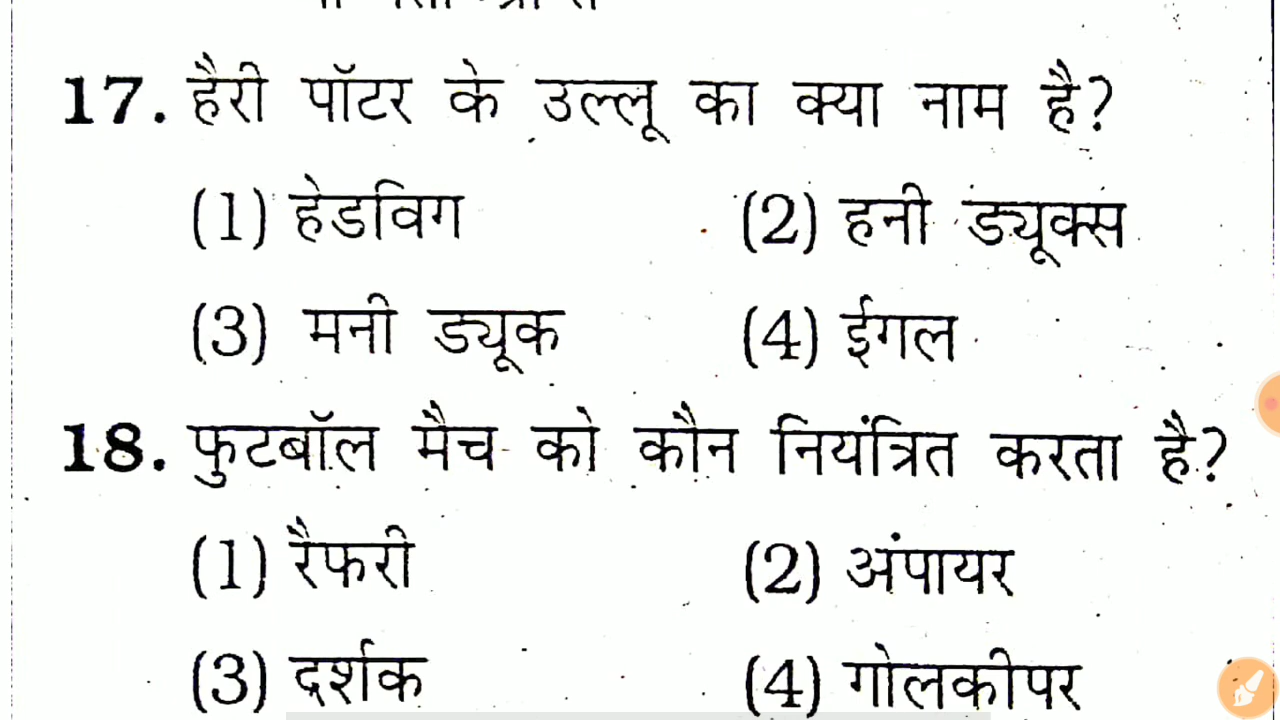 17. हैरी पॉटर के उल्लू का क्या नाम है?
(1) हेडविग (2) हनी ड्यूक्स
(3) मनी ड्यूक (4) ईगल
18. फुटबॉल मैच को कौन नियंत्रित करता है?
(1) रैफरी (2) अंपायर
(3) दर्शक (4) गोलकीपर